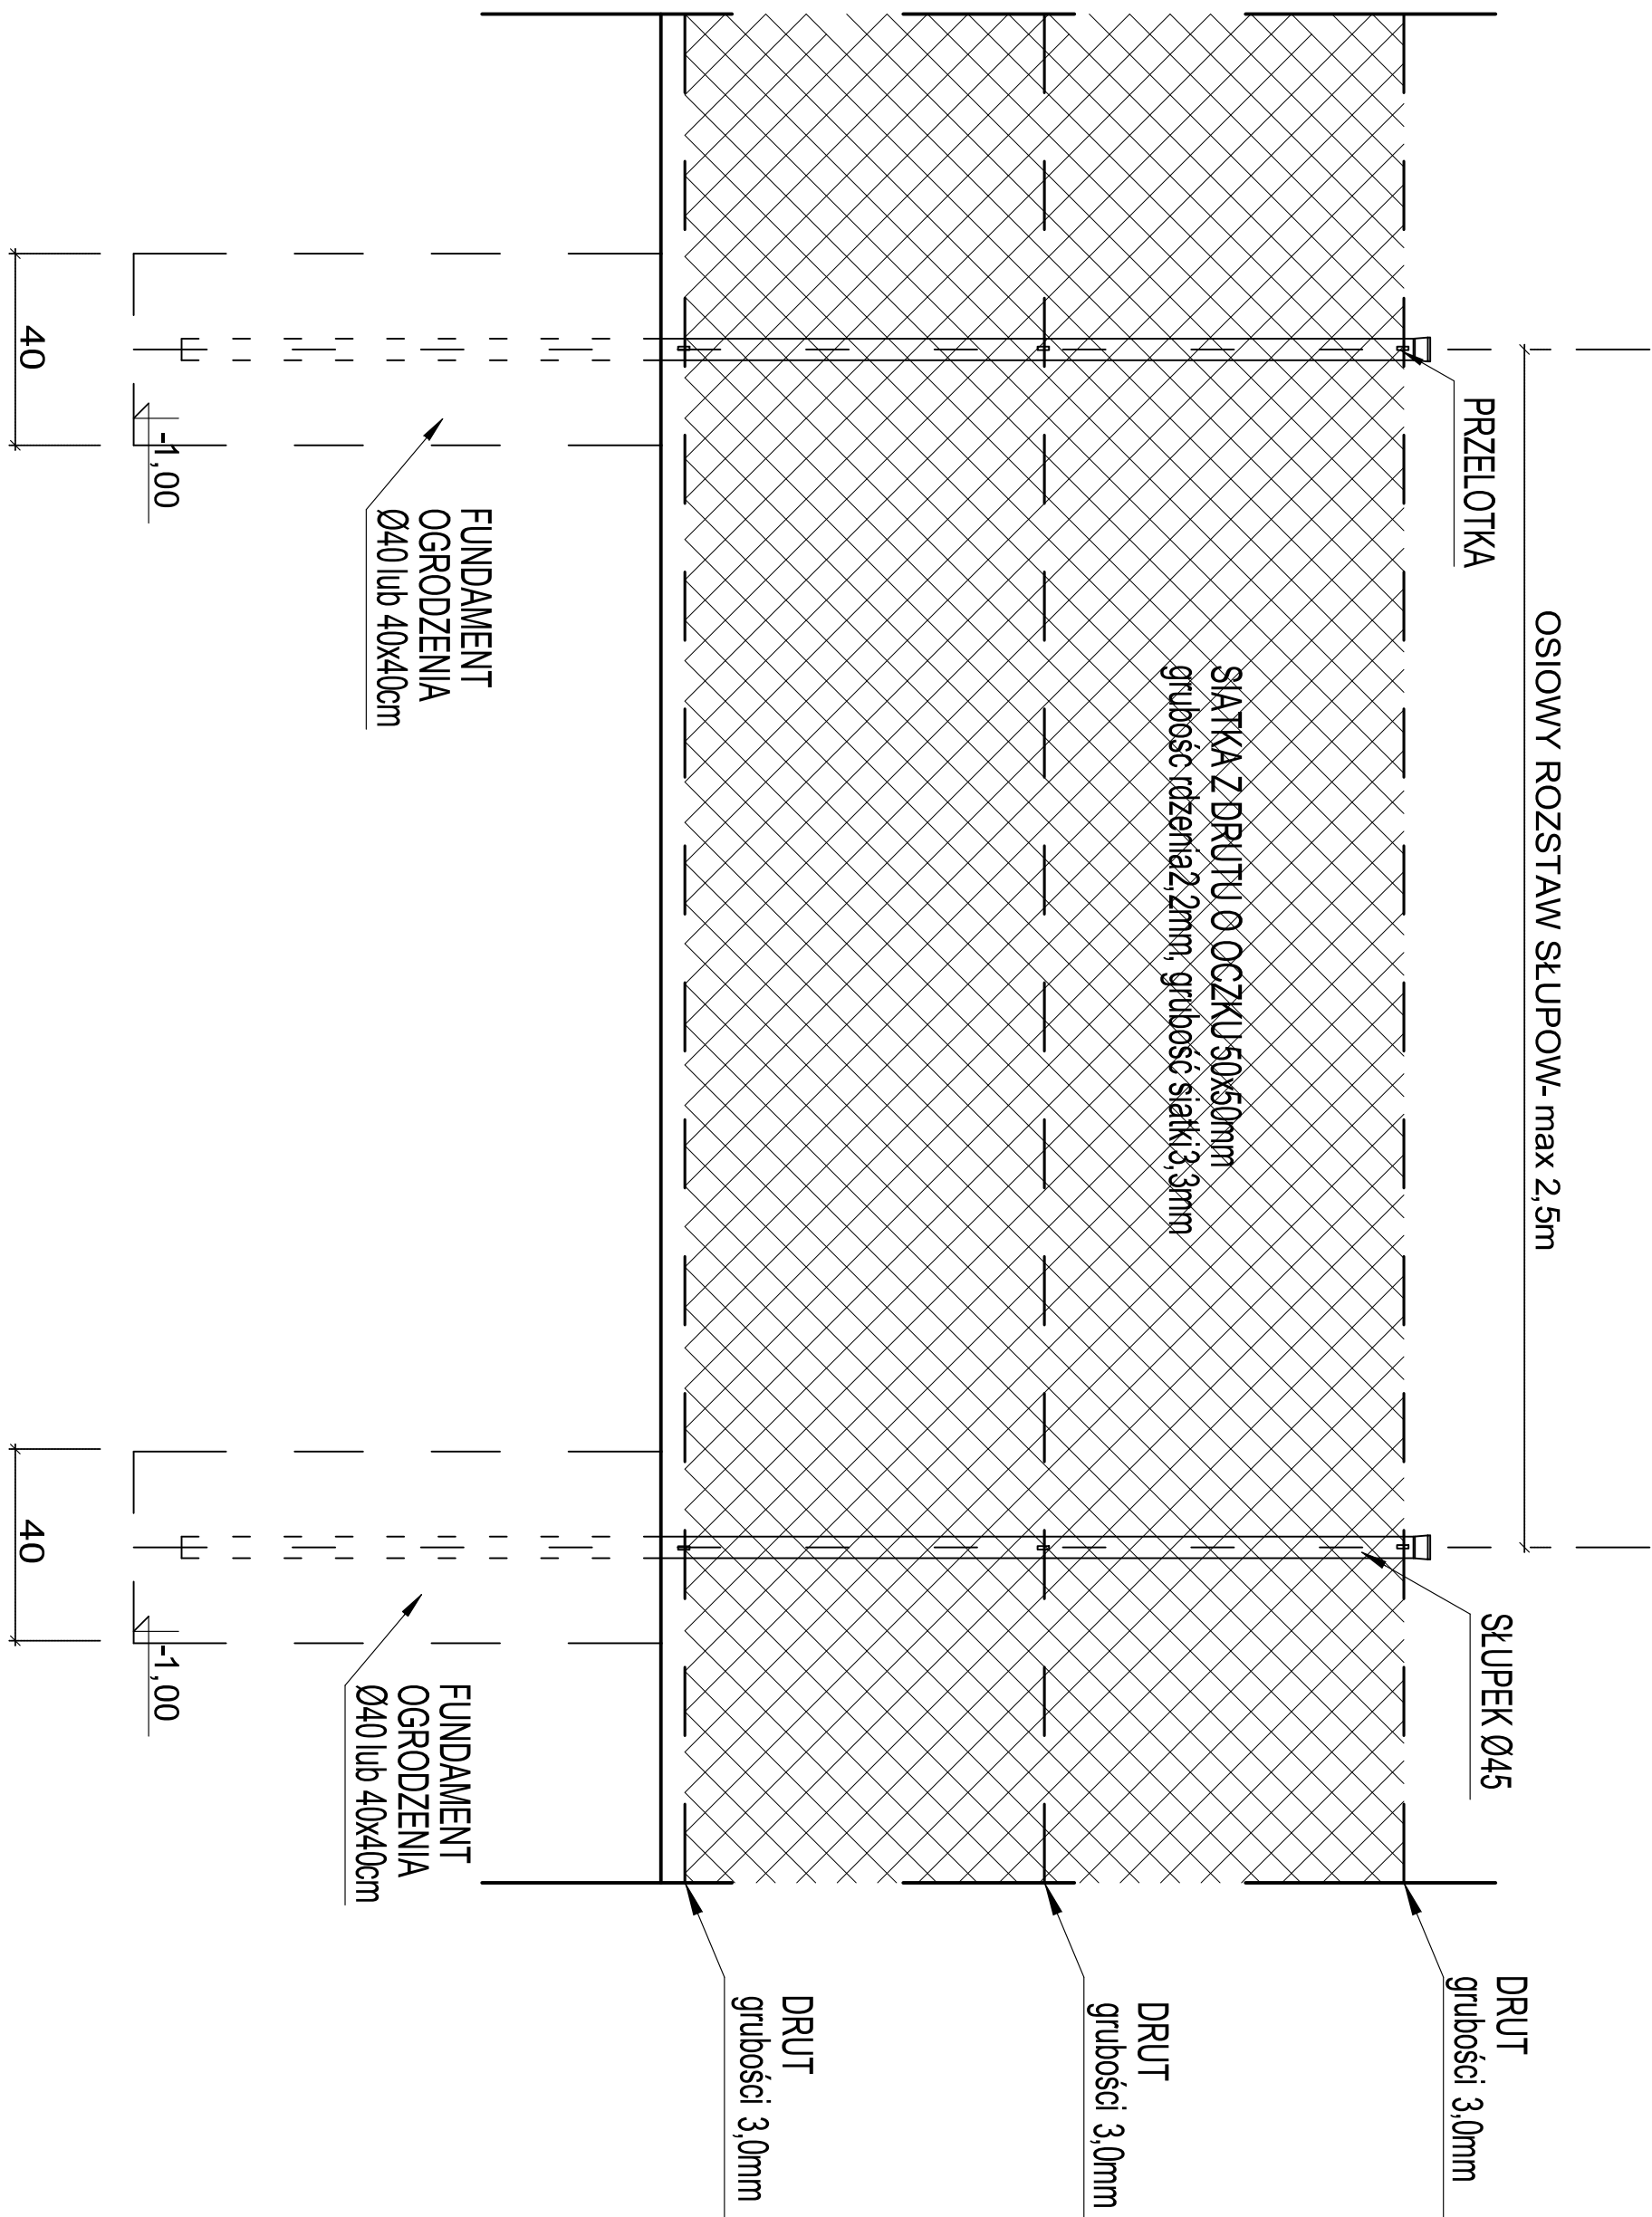 OSIOWY ROZSTAW SŁUPOW- max 2,5m
PRZELOTKA
SŁUPEK Ø45
DRUT
grubości 3,0mm
SIATKA Z DRUTU O OCZKU 50x50mm
grubość rdzenia2,2mm, grubość siatki3,3mm
DRUT
grubości 3,0mm
DRUT
grubości 3,0mm
FUNDAMENT
OGRODZENIA
Ø40 lub 40x40cm
FUNDAMENT
OGRODZENIA
Ø40 lub 40x40cm
-1,00
-1,00
40
40